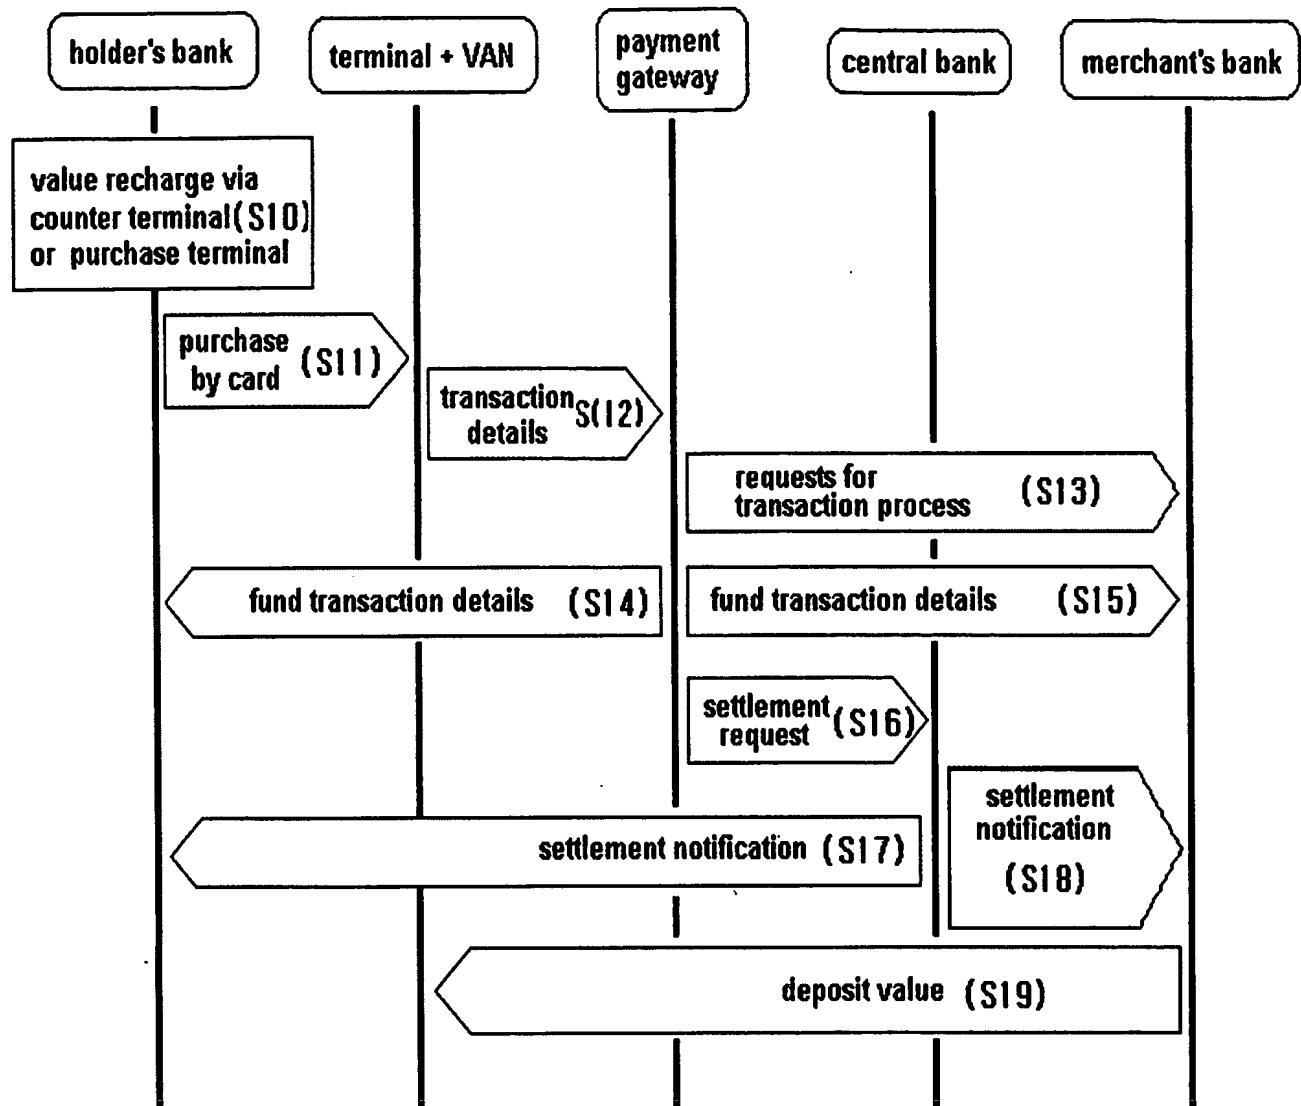 holder's bank
terminal + VAN
payment
gateway
central bank
merchant's bank
value recharge via
counter terminal(S10)
or purchase terminal
purchase
by card (S11)
transaction
details S(12)
requests for
transaction process (S13)
fund transaction details (S14)
fund transaction details (S15)
settlement
request (S16)
settlement
notification
(S18)
settlement notification (S17)
deposit value (S19)